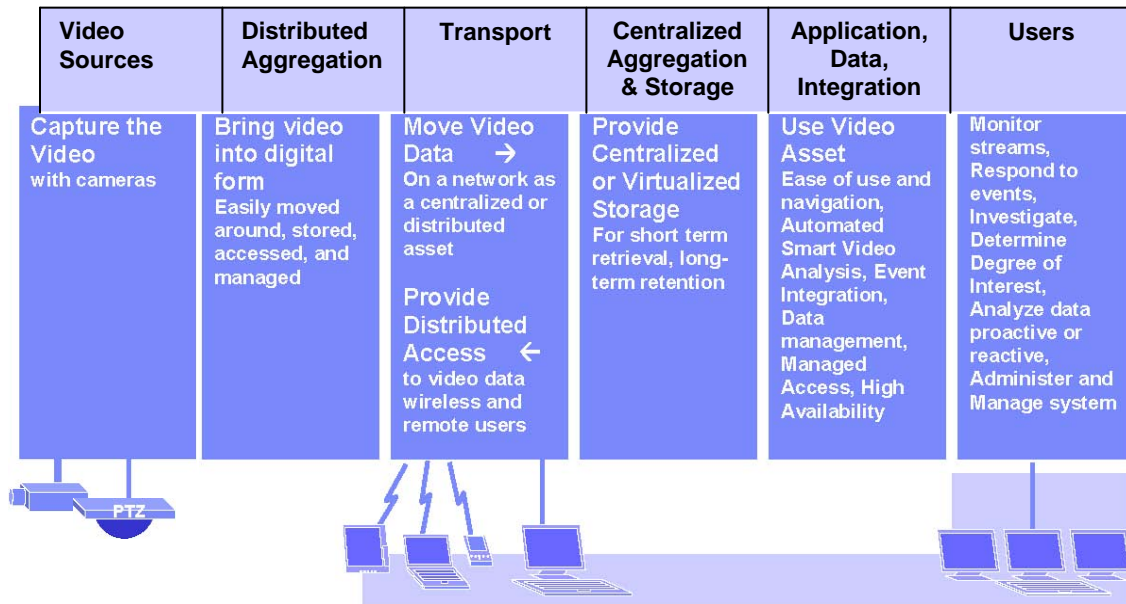 Video
Sources
Distributed
Aggregation
Transport
Centralized
Aggregation
& Storage
Application,
Data,
Integration
Users
Capture the
Video
with cameras
Bring video
into digital
form
Easily moved
around, stored,
accessed, and
managed
Move Video
Data →
On a network as
a centralized or
distributed
asset
Provide
Distributed
Access ←
to video data
wireless and
remote users
Provide
Centralized
or Virtualized
Storage
For short term
retrieval, long-
term retention
Use Video
Asset
Ease of use and
navigation,
Automated
Smart Video
Analysis, Event
Integration,
Data
management,
Managed
Access, High
Availability
Monitor
streams,
Respond to
events,
Investigate,
Determine
Degree of
Interest,
Analyze data
proactive or
reactive,
Administer and
Manage system
PTZ